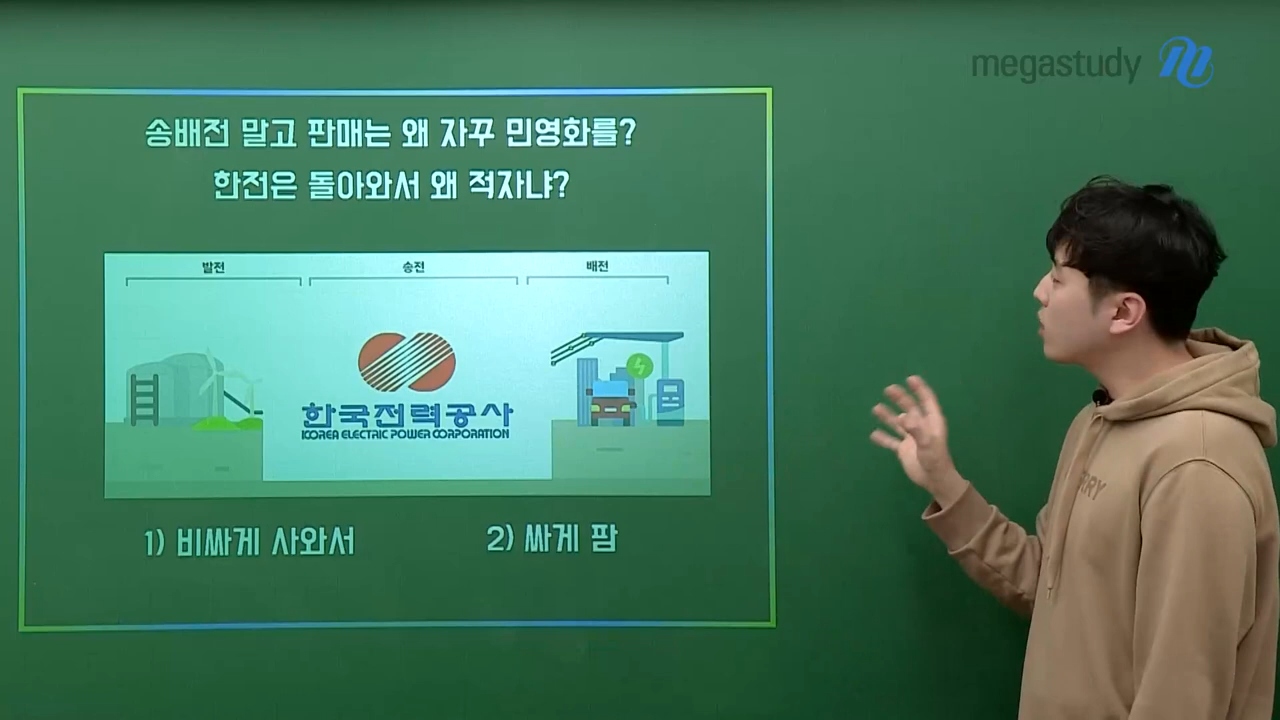 megastudy
송배전 말고 판매는 왜 자꾸 민영화를?
한전은 돌아와서 왜 적자냐?
발전 송전 배전
한국전력공사
KOREA ELECTRIC POWER CORPORATION
1) 비싸게 사와서 2) 싸게 팜